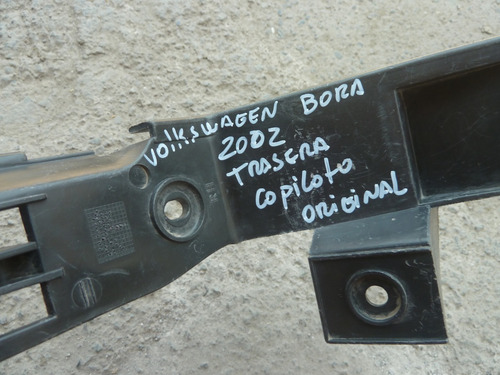 VOLKSWAGEN BORA
2002
TRASERA
COPILOTO
ORIGINAL